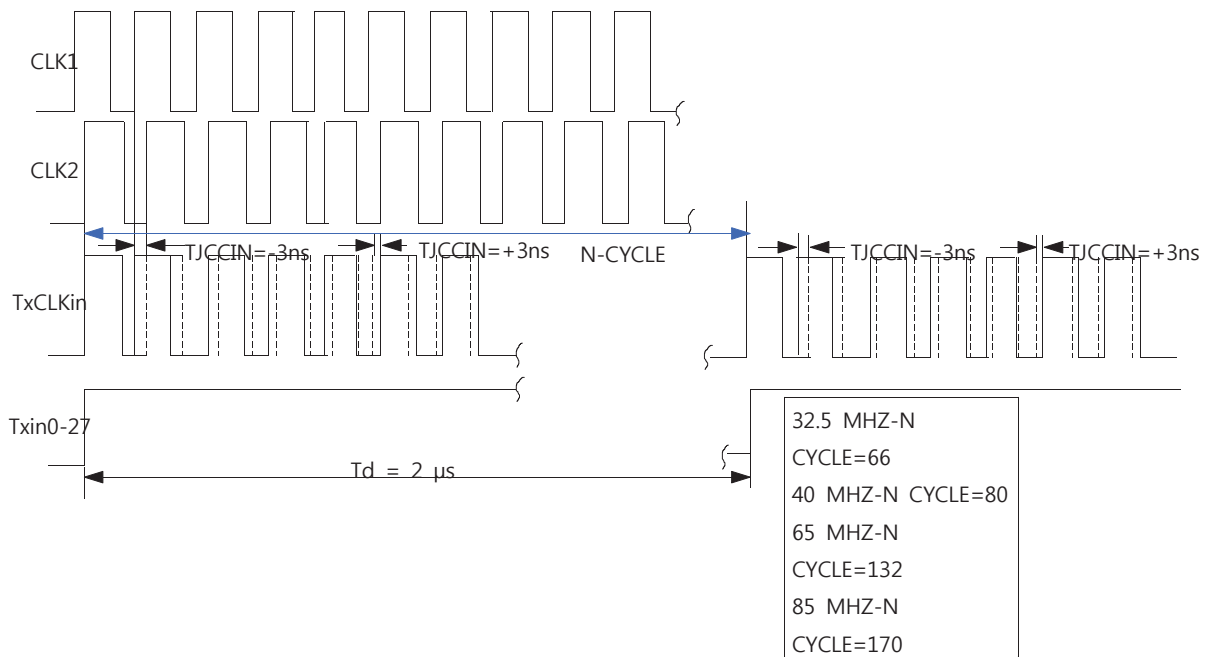 CLK1
CLK2
TJCCIN=-3ns
TJCCIN=+3ns
N-CYCLE
TJCCIN=-3ns
TJCCIN=+3ns
TxCLKin
Txin0-27
Td = 2 μs
32.5 MHZ-N
CYCLE=66
40 MHZ-N CYCLE=80
65 MHZ-N
CYCLE=132
85 MHZ-N
CYCLE=170